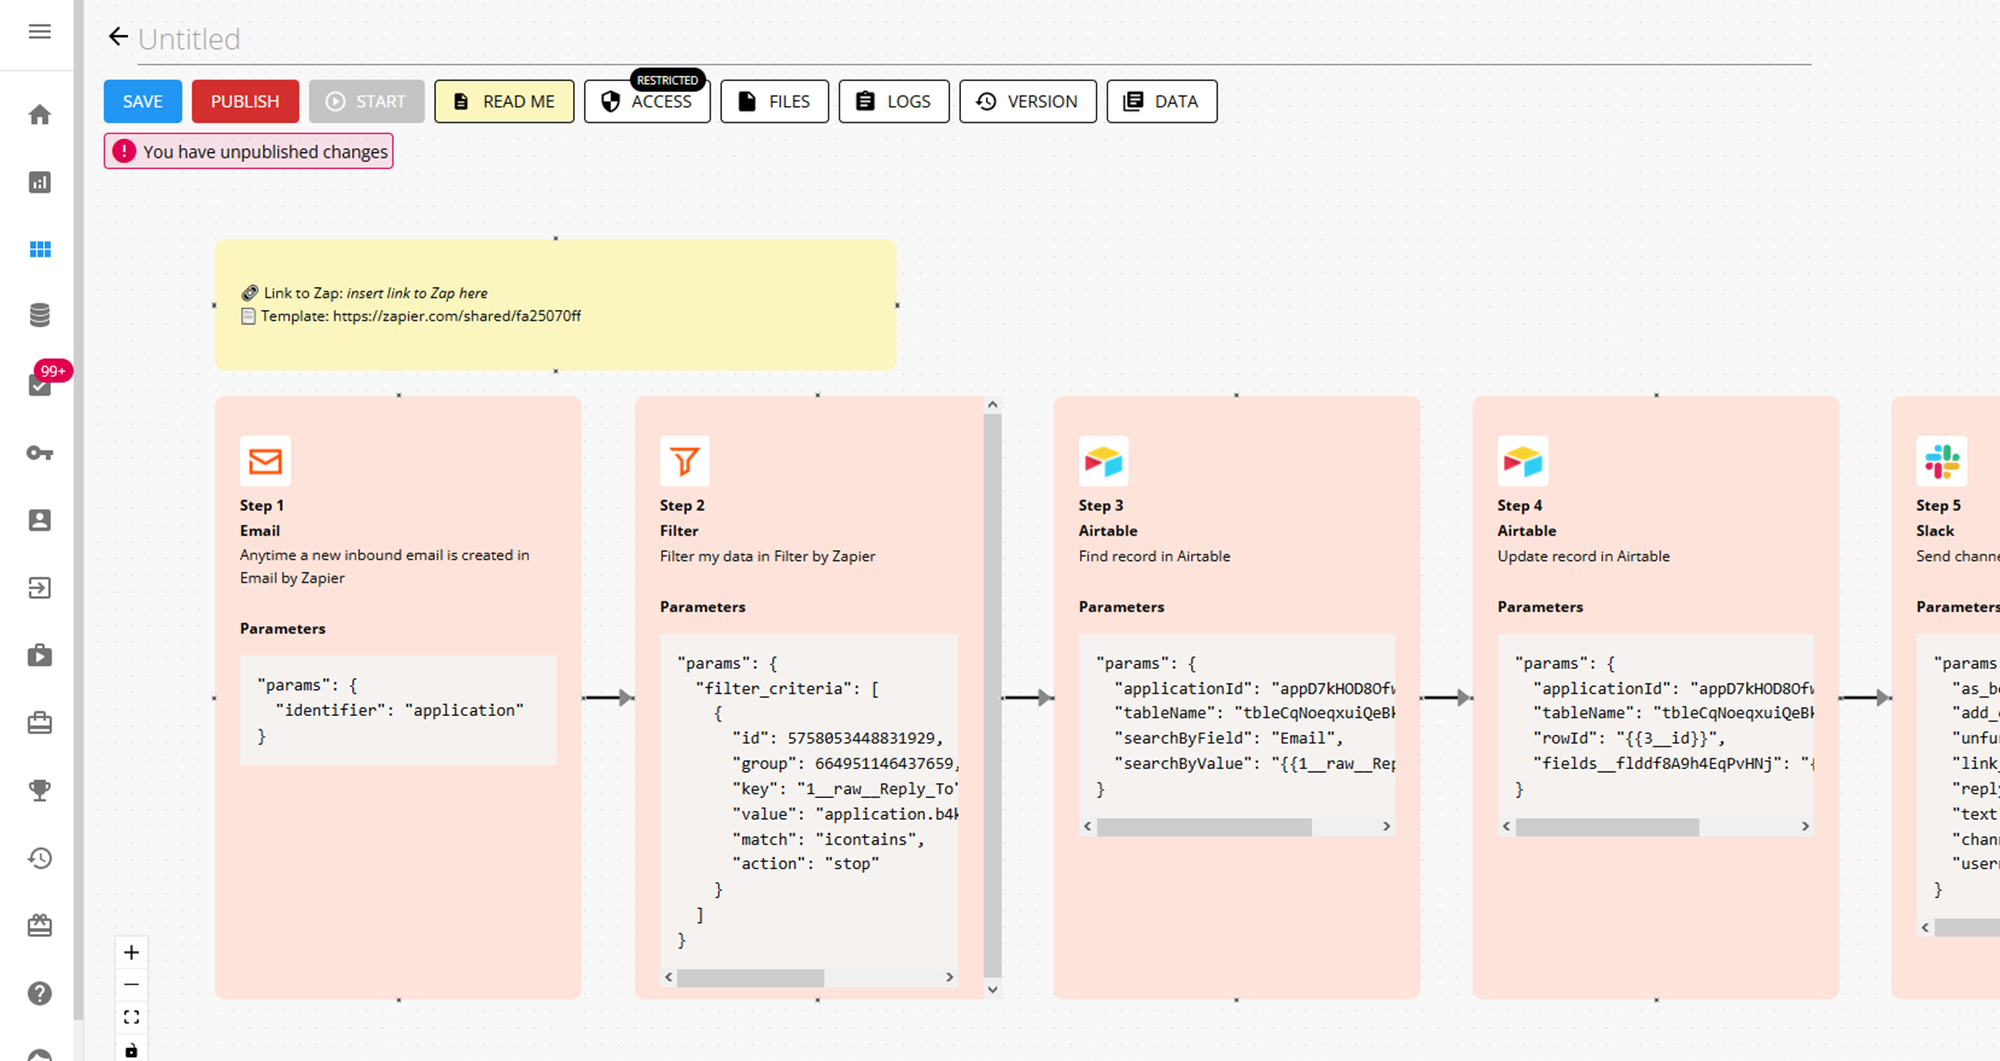 Untitled
SAVE
PUBLISH
START
READ ME
RESTRICTED
ACCESS
FILES
LOGS
VERSION
DATA
! You have unpublished changes
99+
Link to Zap: insert link to Zap here
Template: https://zapier.com/shared/fa25070ff
Step 1
Email
Anytime a new inbound email is created in
Email by Zapier
Parameters
"params": {
"identifier": "application"
}
Step 2
Filter
Filter my data in Filter by Zapier
Parameters
"params": {
"filter_criteria": [
{
"id": 5758053448831929,
"group": 664951146437659,
"key": "1__raw__Reply_To"
"value": "application.b4k
"match": "icontains",
"action": "stop"
}
]
}
Step 3
Airtable
Find record in Airtable
Parameters
"params": {
"applicationId": "appD7kHOD8Ofw
"tableName": "tbleCqNoeqxuiQeBk
"searchByField": "Email",
"searchByValue": "{{1__raw__Rep
}
Step 4
Airtable
Update record in Airtable
Parameters
"params": {
"applicationId": "appD7kHOD8Ofw
"tableName": "tbleCqNoeqxuiQeBk
"rowId": "{{3__id}}",
"fields__flddf8A9h4EqPvHNj": "{
}
Step 5
Slack
Send channe
Parameters
"params
"as_bo
"add_
"unfu
"link_
"reply
"text
"chan
"user
}